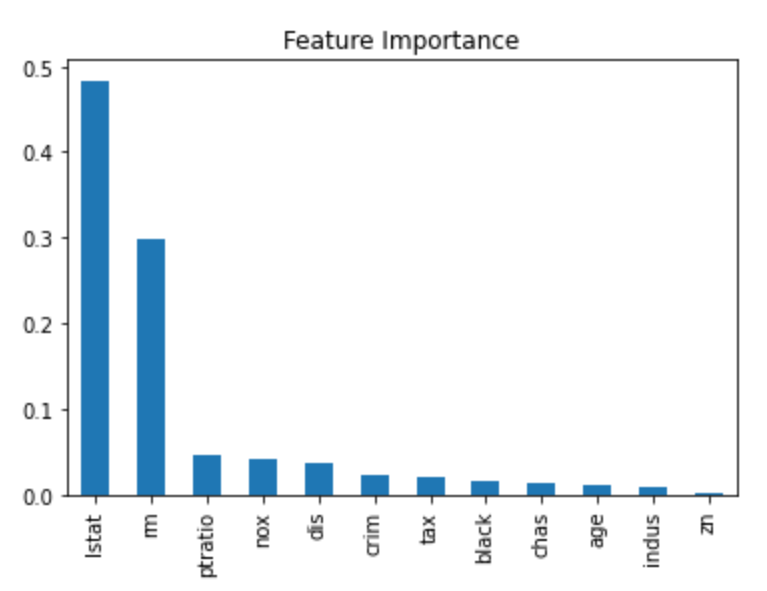 Feature Importance
0.5
0.4
0.3
0.2
0.1
0.0
lstat
rm
ptratio
nox
dis
crim
tax
black
chas
age
indus
zn